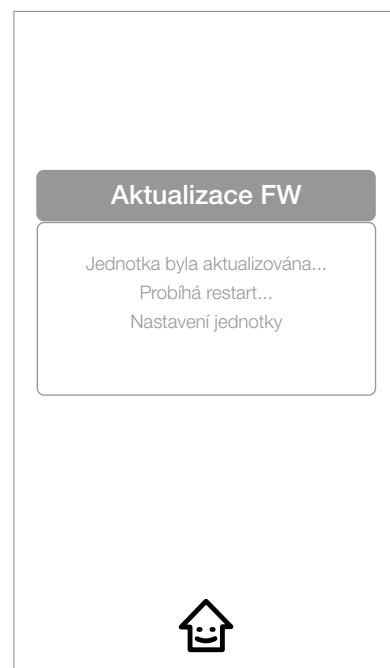 Aktualizace FW
Jednotka byla aktualizována...
Probíhá restart...
Nastavení jednotky